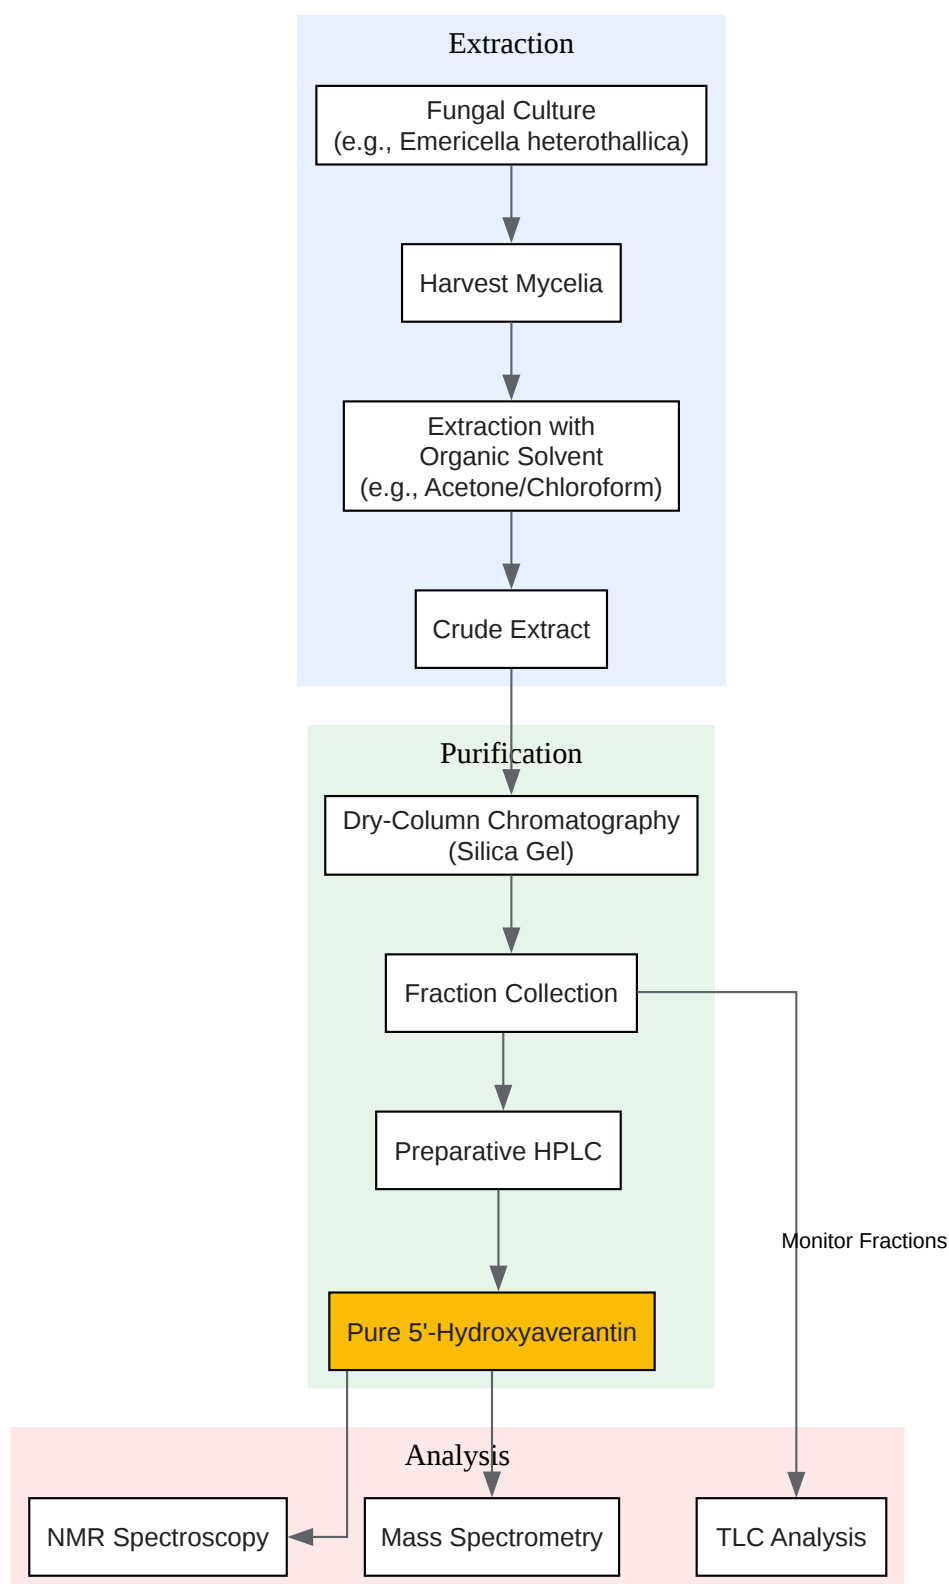 Extraction
Fungal Culture
(e.g., Emericella heterothallica)
Harvest Mycelia
Extraction with
Organic Solvent
(e.g., Acetone/Chloroform)
Crude Extract
Purification
Dry-Column Chromatography
(Silica Gel)
Fraction Collection
Preparative HPLC
Monitor Fractions
Pure 5'-Hydroxyaverantin
Analysis
NMR Spectroscopy
Mass Spectrometry
TLC Analysis